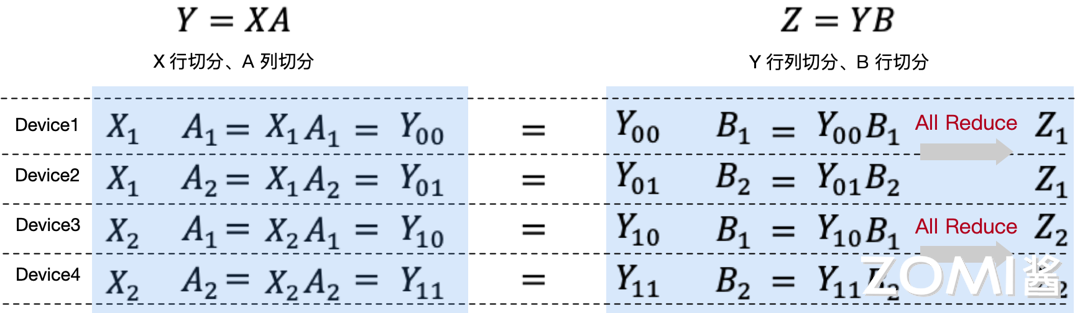 Y = XA Z = YB
X 行切分、A 列切分 Y 行列切分、B 行切分
Device1 X₁ A₁ = X₁A₁ = Y₀₀ = Y₀₀ B₁ = Y₀₀B₁ All Reduce Z₁
Device2 X₁ A₂ = X₁A₂ = Y₀₁ = Y₀₁ B₂ = Y₀₁B₂ Z₁
Device3 X₂ A₁ = X₂A₁ = Y₁₀ = Y₁₀ B₁ = Y₁₀B₁ All Reduce Z₂
Device4 X₂ A₂ = X₂A₂ = Y₁₁ = Y₁₁ B₂ = Y₁₁B₂
ZOMI酱